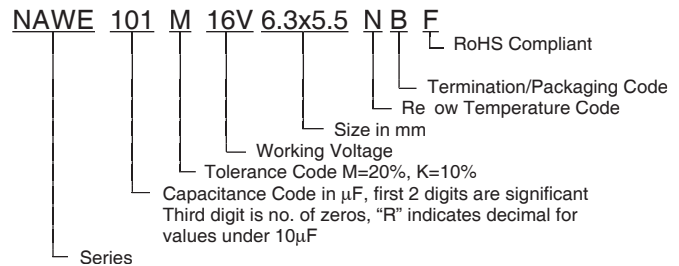 NAWE 101 M 16V 6.3x5.5 N B F
RoHS Compliant
Termination/Packaging Code
Re ow Temperature Code
Size in mm
Working Voltage
Tolerance Code M=20%, K=10%
Capacitance Code in μF, first 2 digits are significant
Third digit is no. of zeros, “R” indicates decimal for
values under 10μF
Series